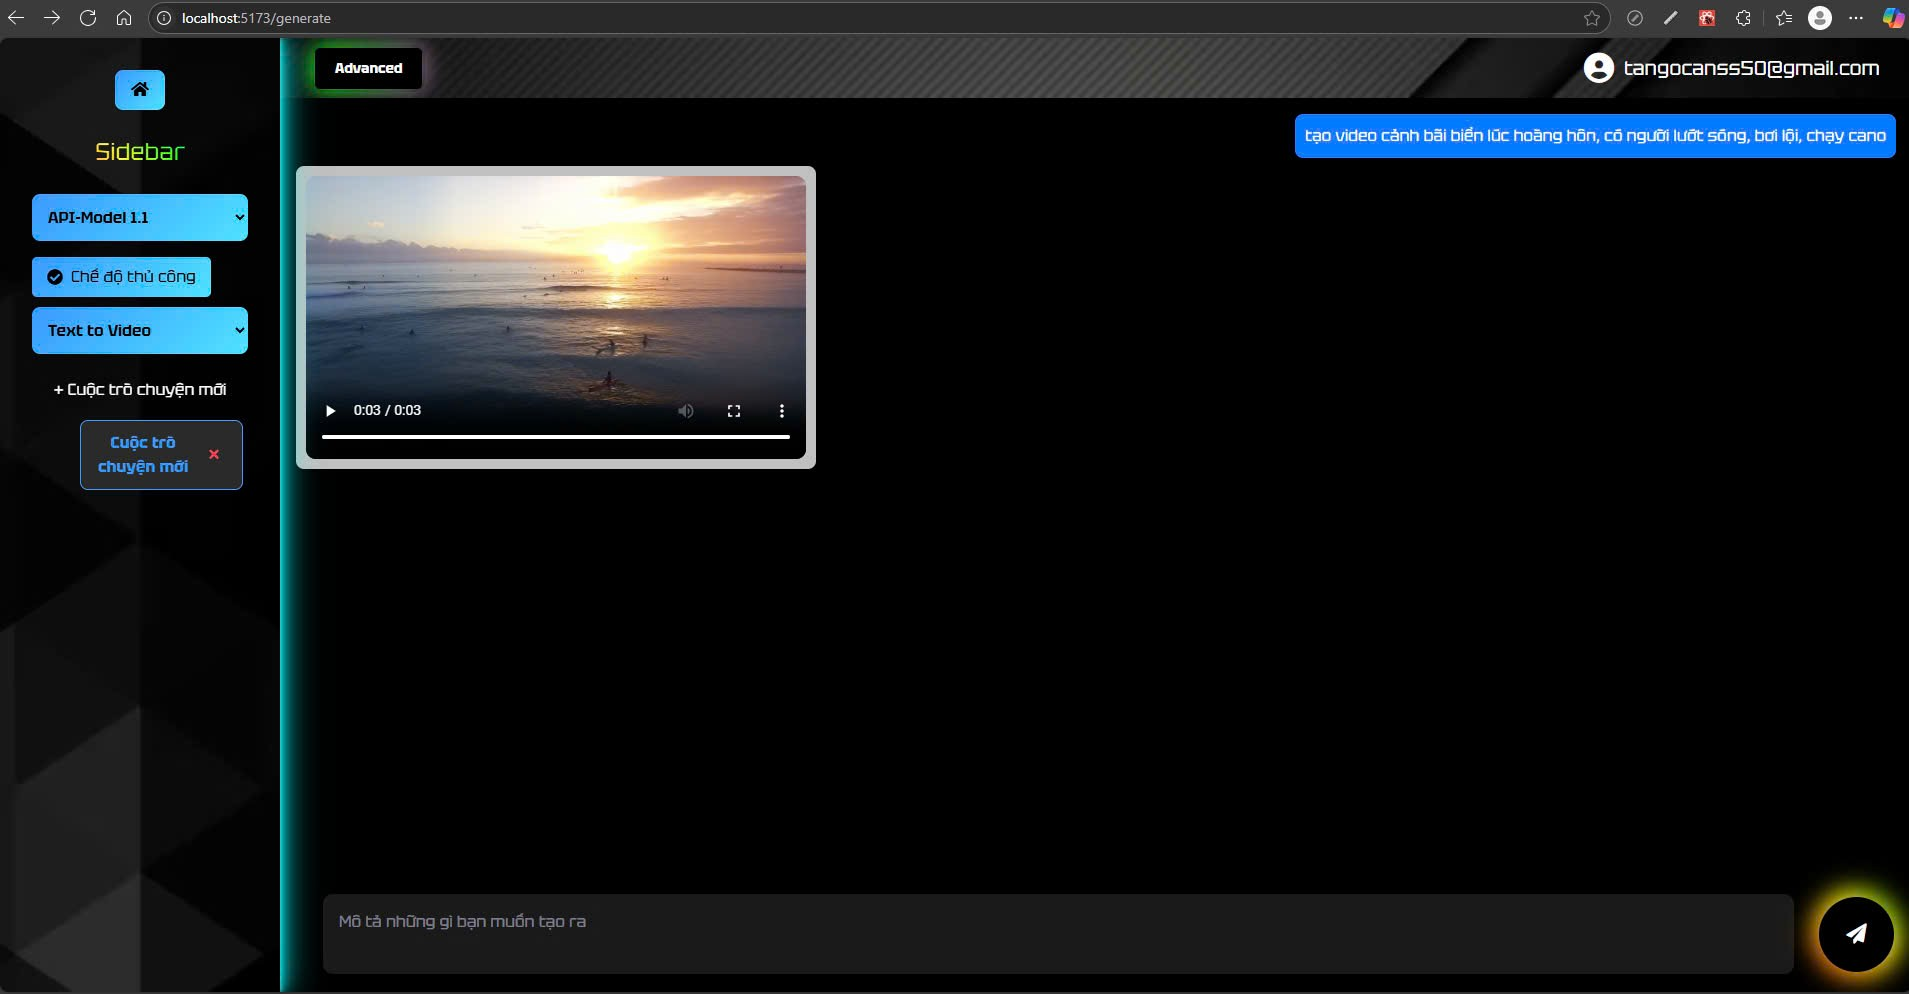 localhost:5173/generate
Advanced
tangocanss50@gmail.com
Sidebar
API-Model 1.1
Chế độ thủ công
Text to Video
+ Cuộc trò chuyện mới
Cuộc trò
chuyện mới
tạo video cảnh bãi biển lúc hoàng hôn, có người lướt sóng, bơi lội, chạy cano
0:03 / 0:03
Mô tả những gì bạn muốn tạo ra